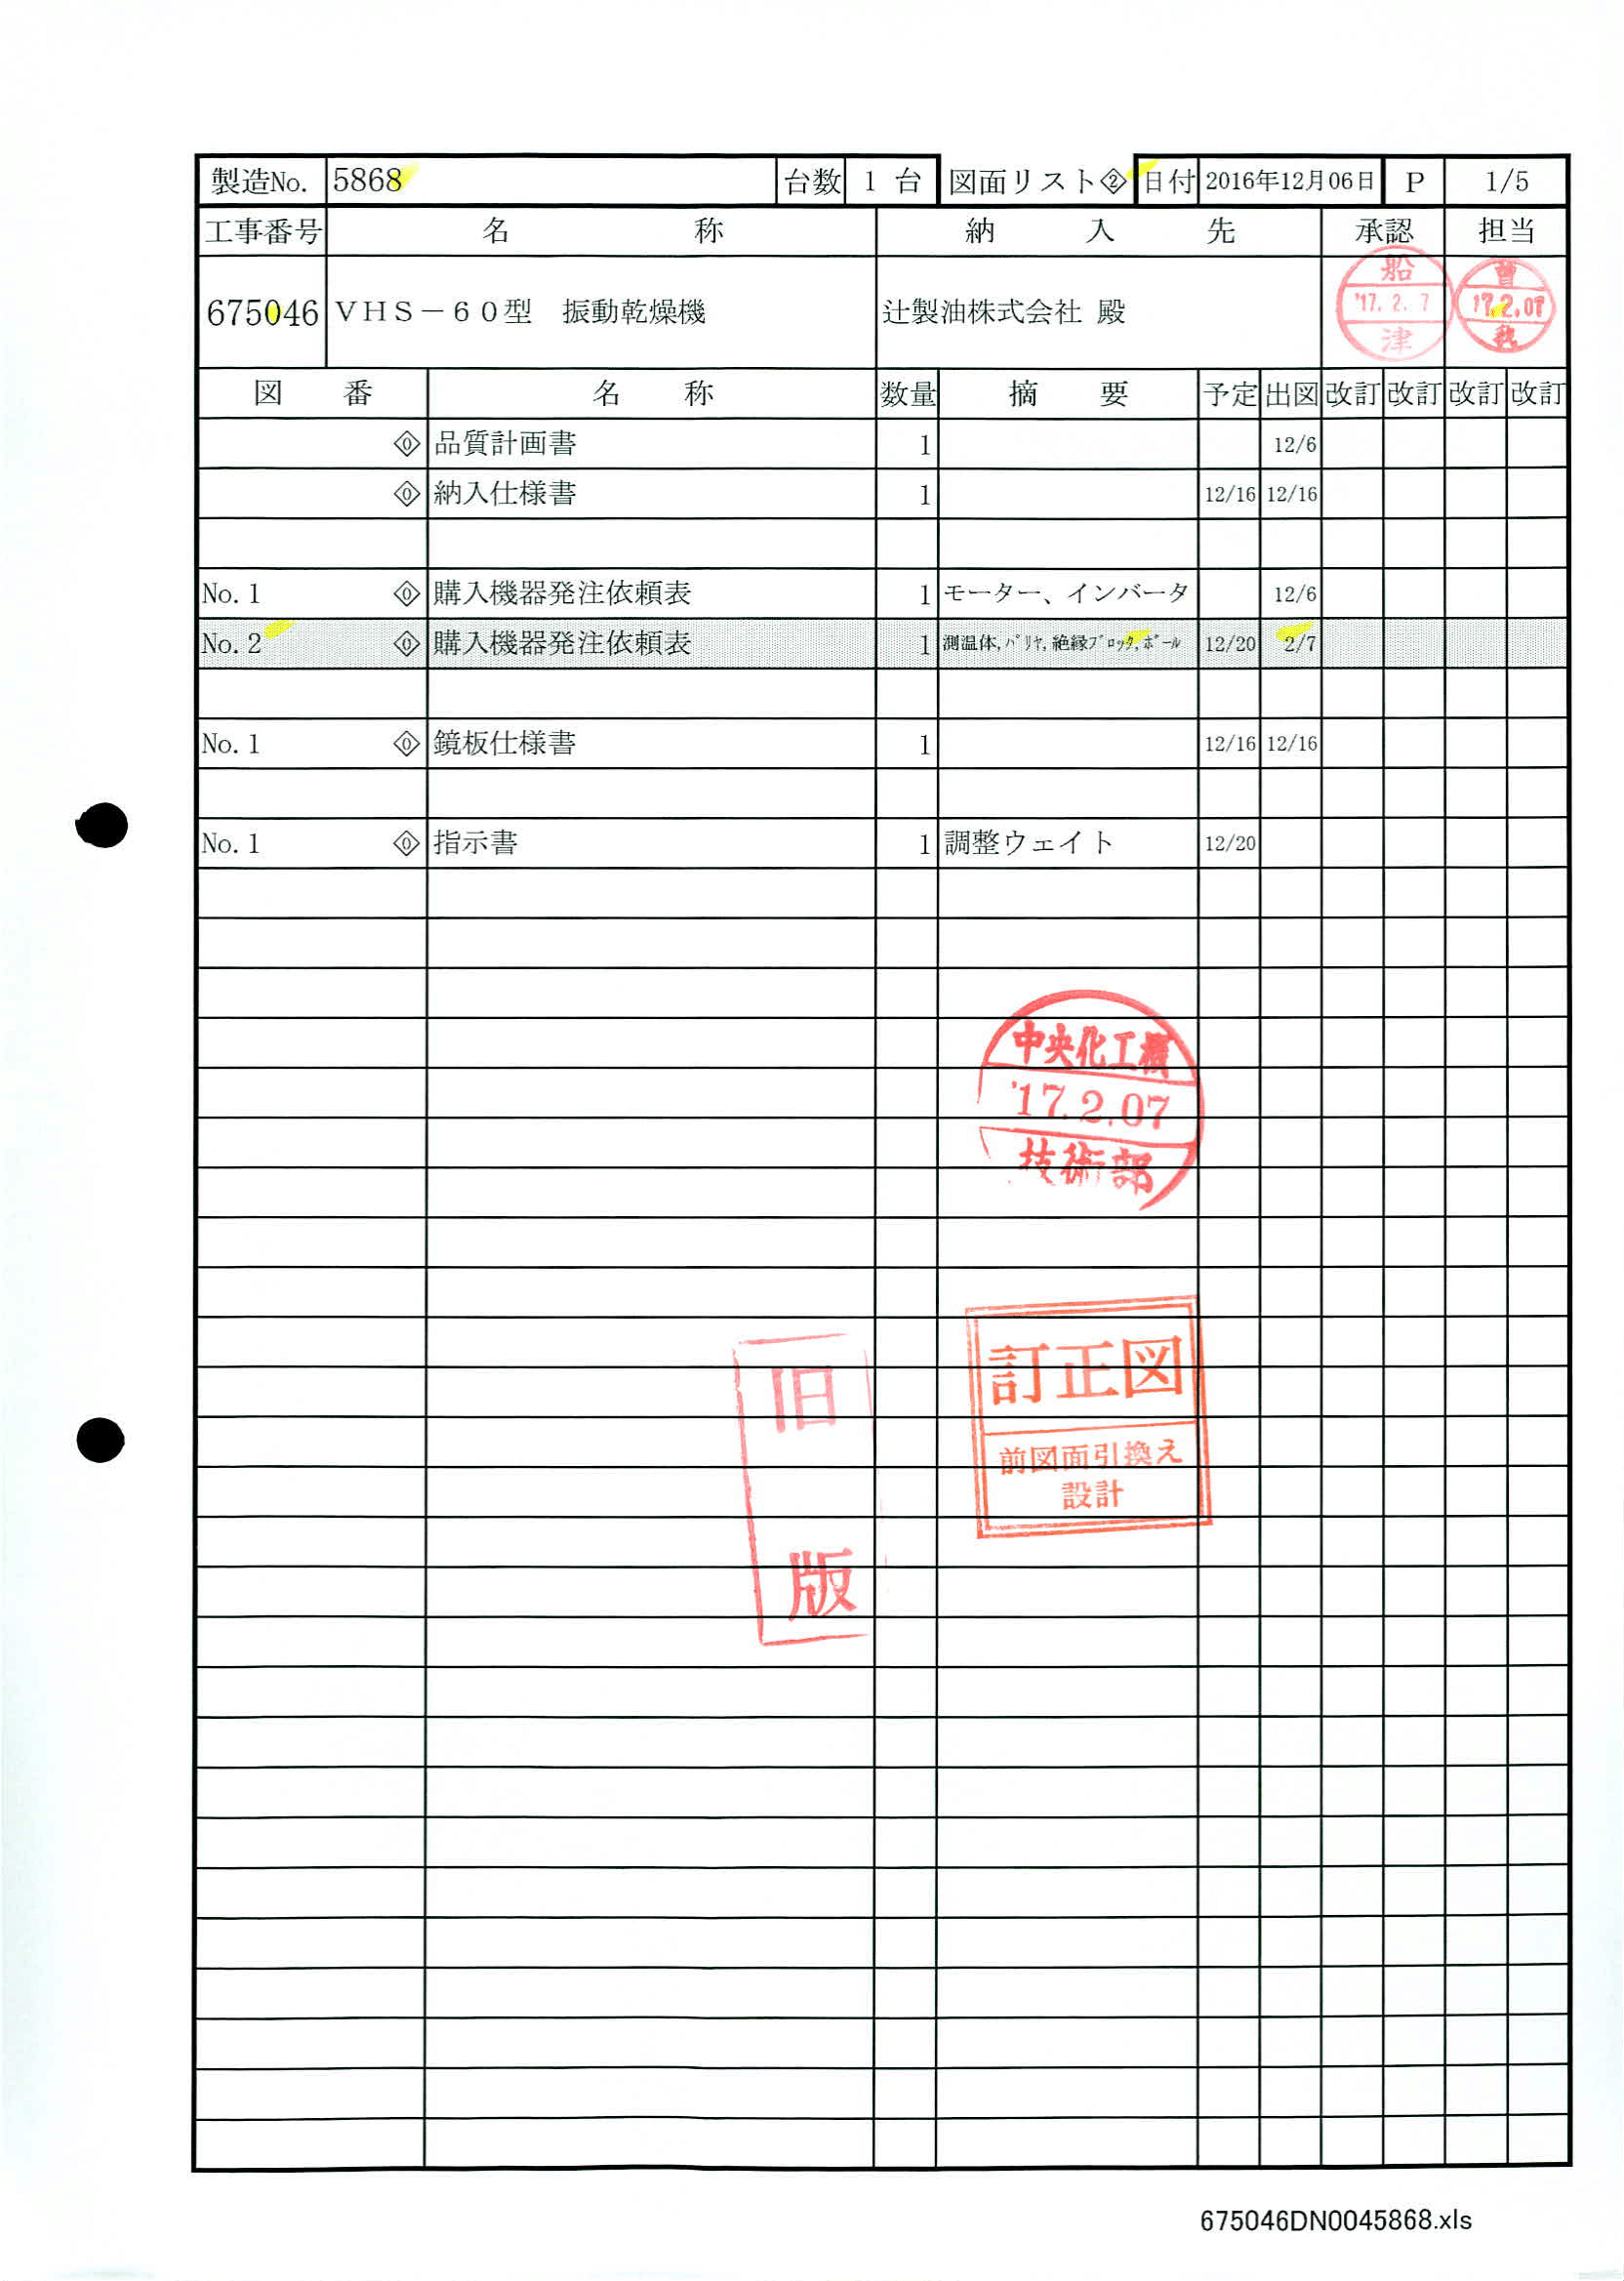 製造No. 5868 台数 1 台 図面リスト② 日付 2016年12月06日 P 1/5
工事番号 名 称 納 入 先 承認 担当
675046 VHS-60型 振動乾燥機 辻製油株式会社 殿
船 '17.2.7 津
17.2.07
図 番 名 称 数量 摘 要 予定 出図 改訂 改訂 改訂 改訂
0 品質計画書 1 12/6
0 納入仕様書 1 12/16 12/16
No.1 0 購入機器発注依頼表 1 モーター、インバータ 12/6
No.2 0 購入機器発注依頼表 1 測温体,ﾊﾞﾘﾔ,絶縁ﾌﾞﾛｯｸ,ﾎﾞｰﾙ 12/20 2/7
No.1 0 鏡板仕様書 1 12/16 12/16
No.1 0 指示書 1 調整ウェイト 12/20
中央化工機
'17.2.07
技術部
訂正図
前図面引換え
設計
旧版
675046DN0045868.xls